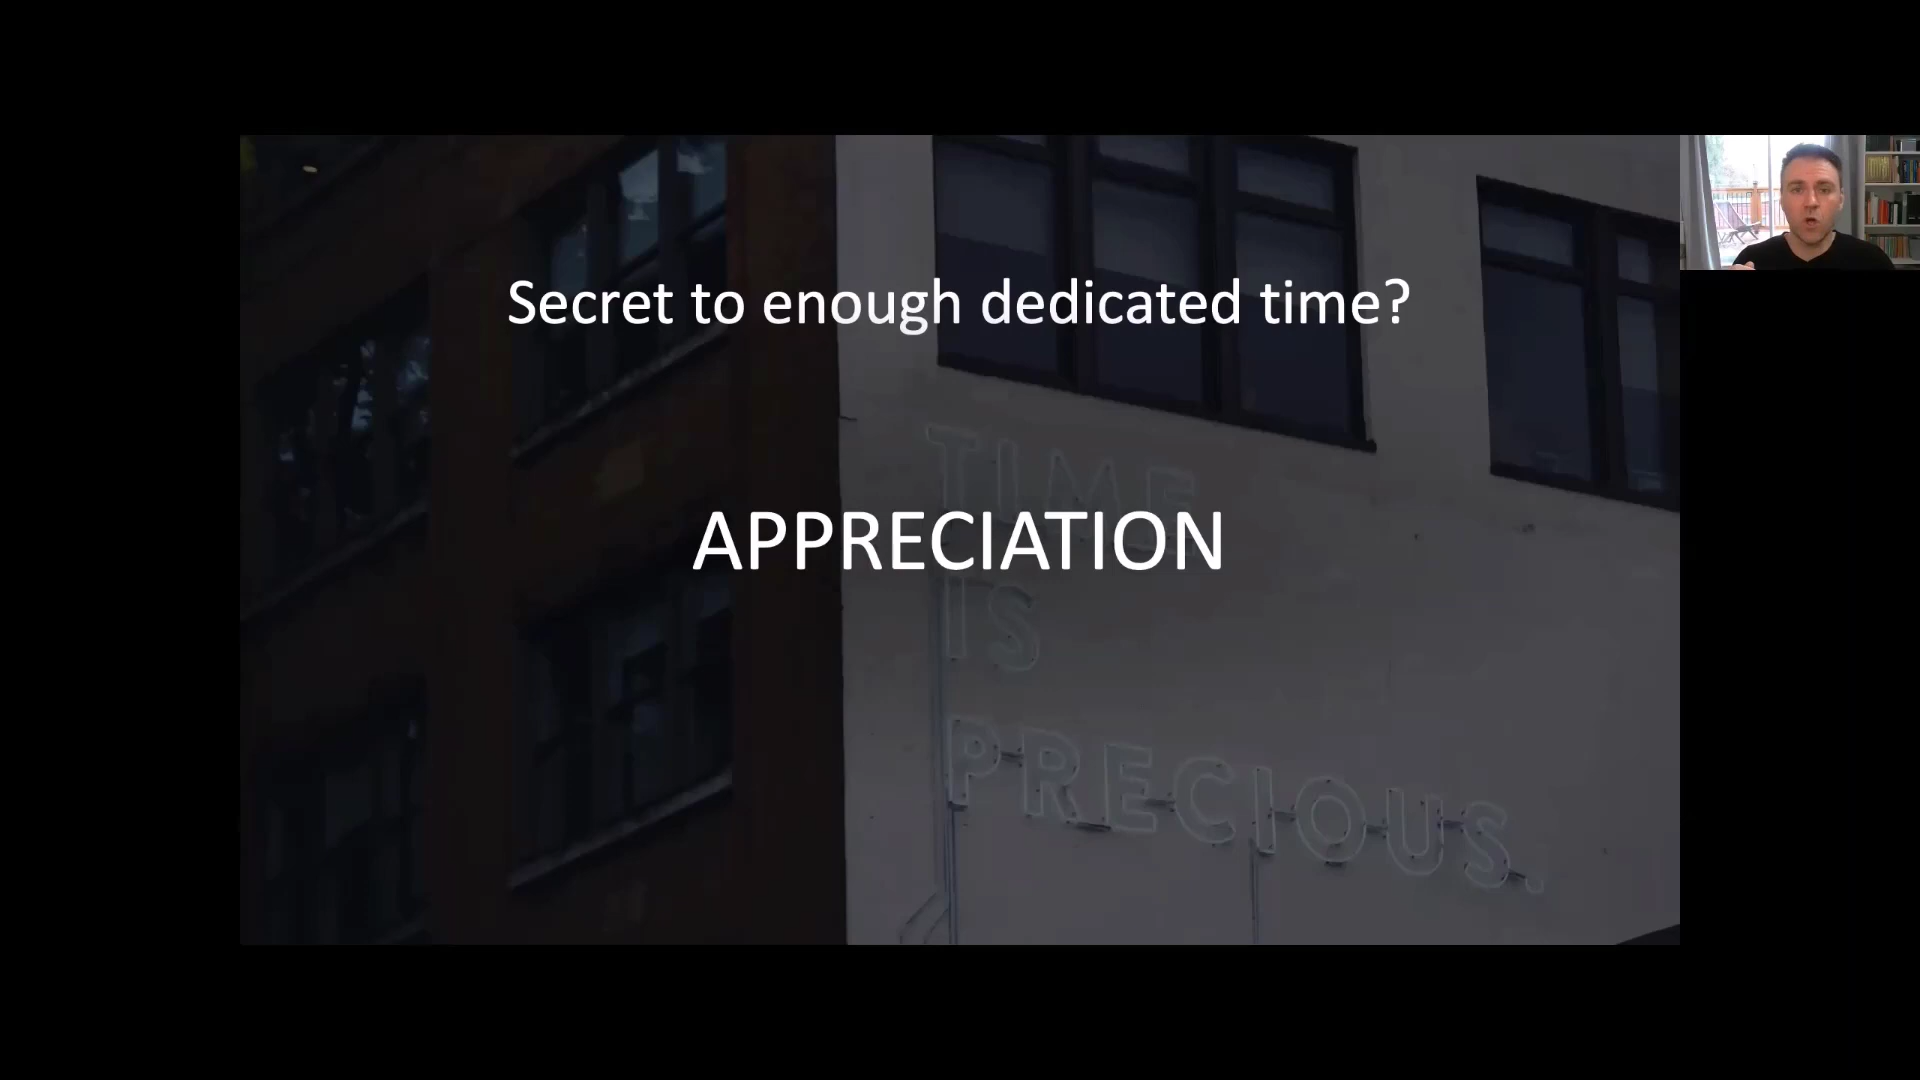 Secret to enough dedicated time?
APPRECIATION
TIME
IS
PRECIOUS.